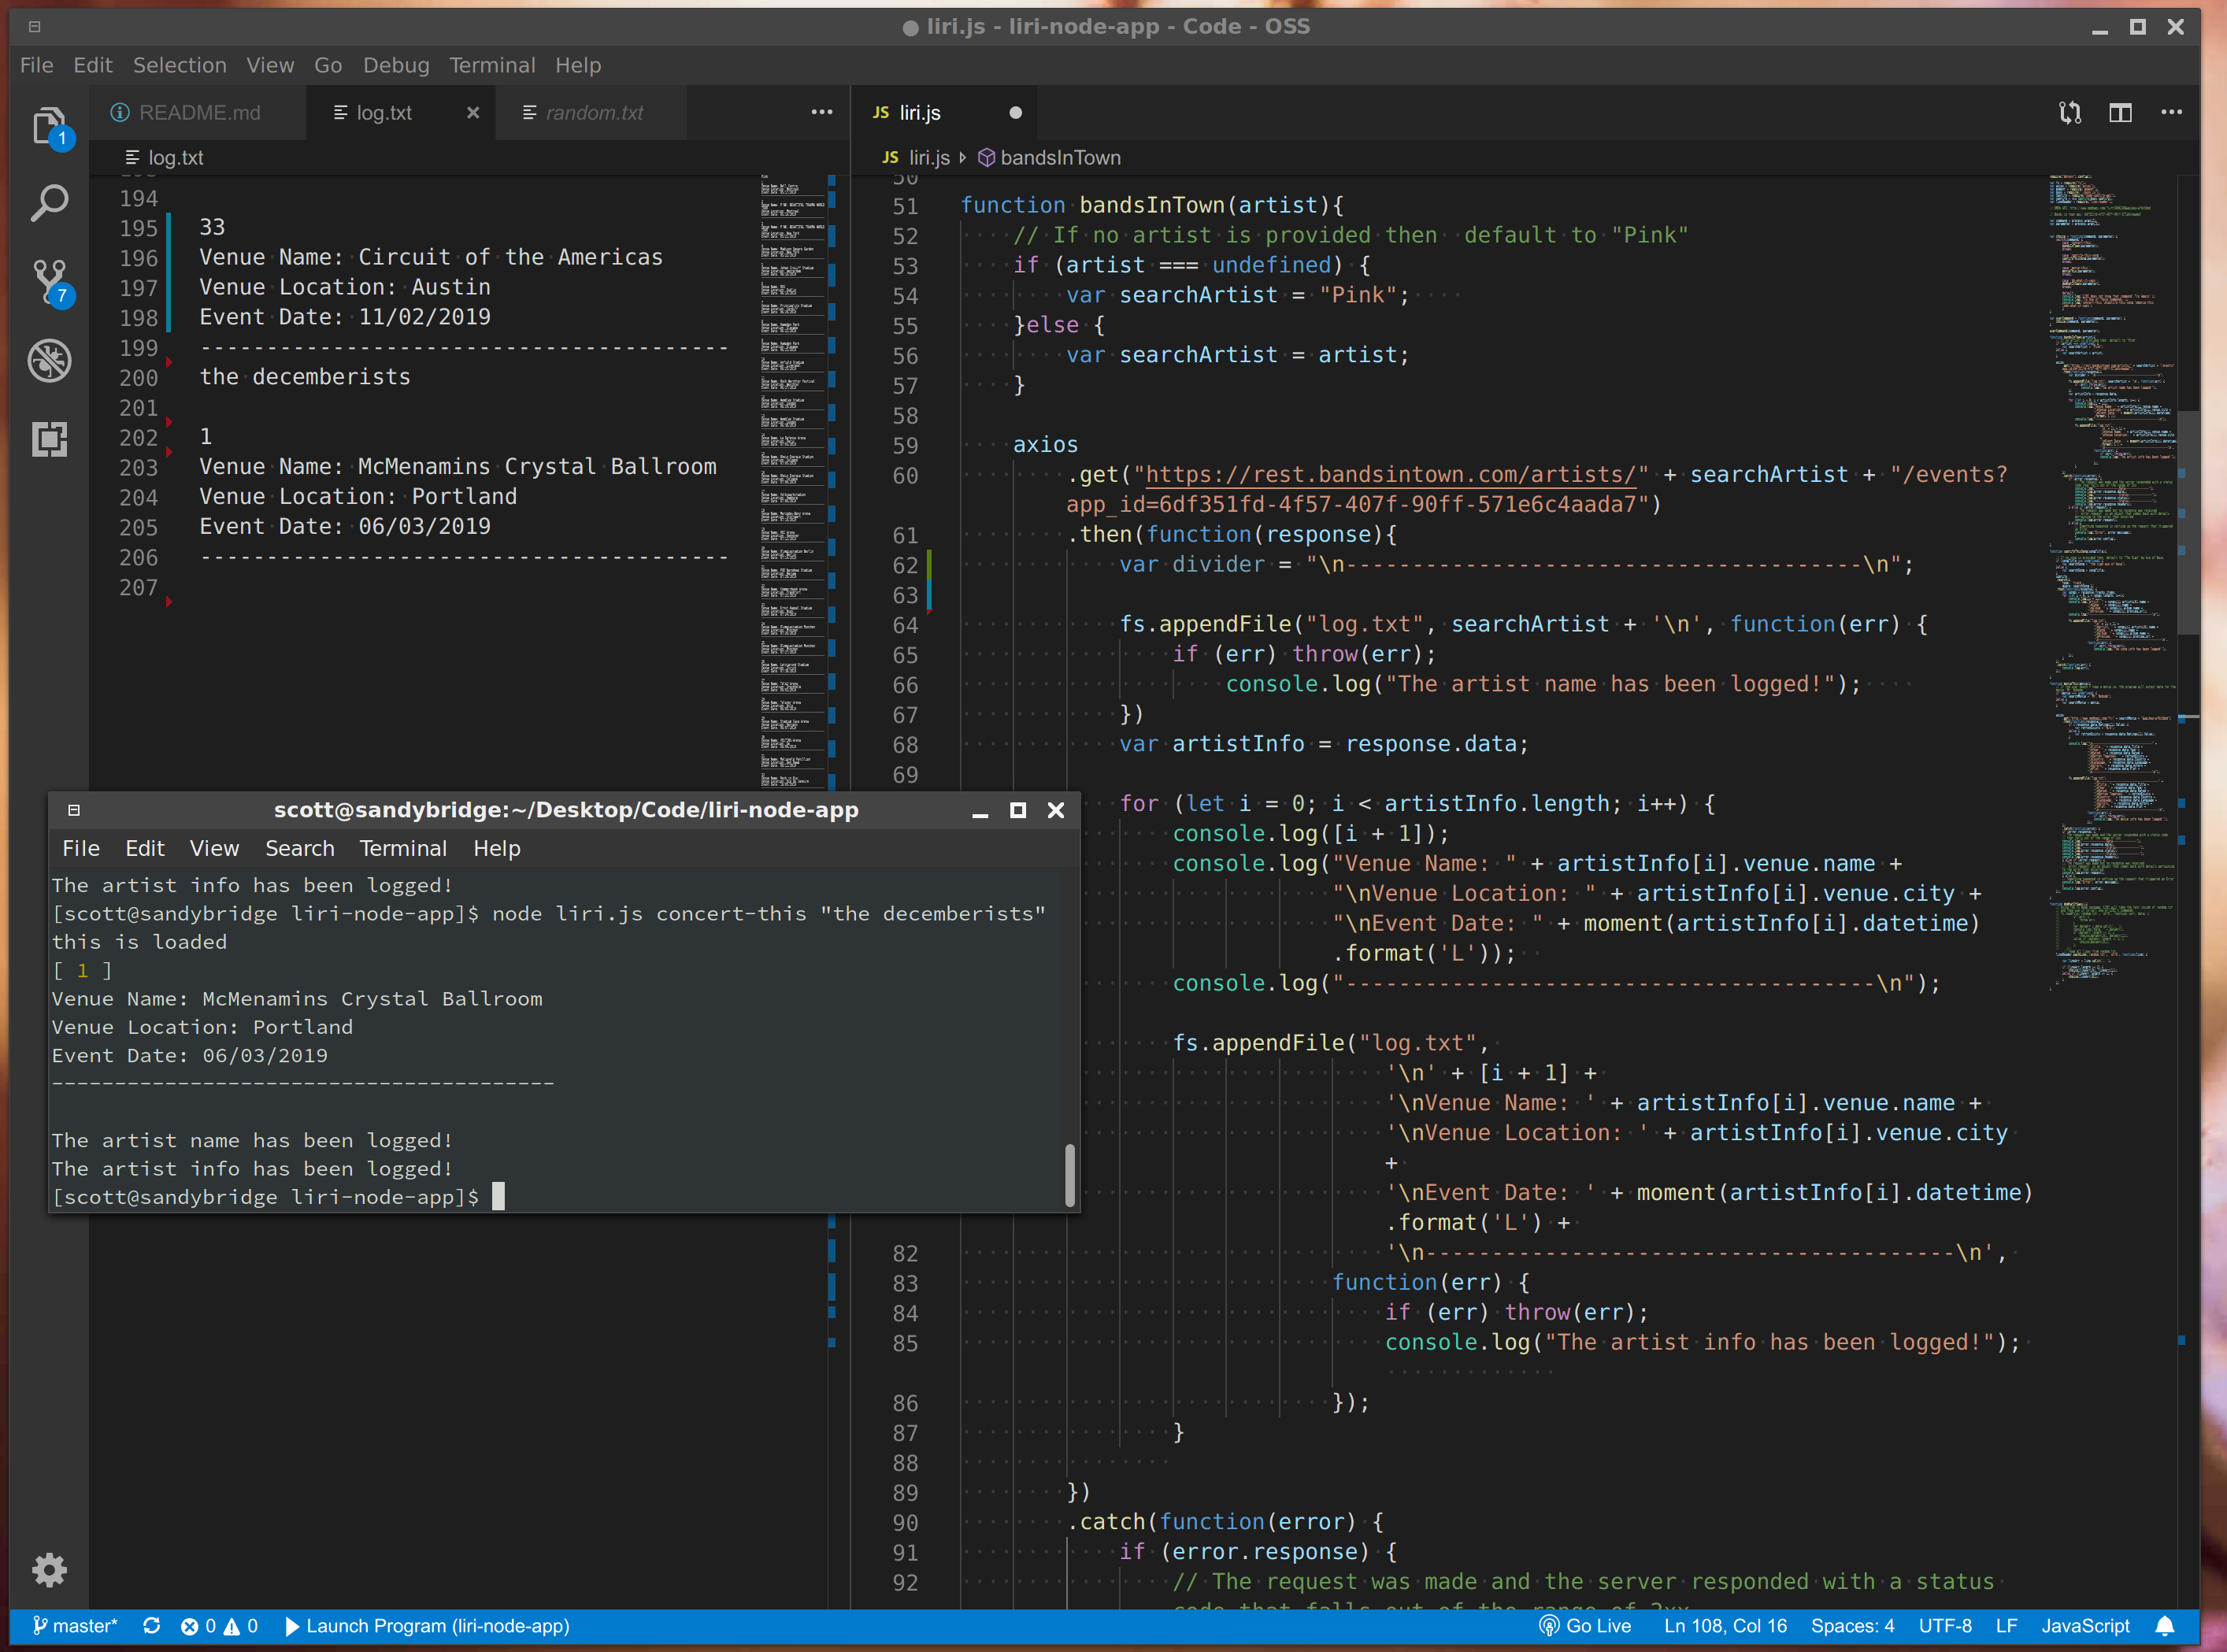 liri.js - liri-node-app - Code - OSS
File Edit Selection View Go Debug Terminal Help
README.md log.txt random.txt
JS liri.js
log.txt
JS liri.js bandsInTown
1
7
194
195 33
196 Venue Name: Circuit of the Americas
197 Venue Location: Austin
198 Event Date: 11/02/2019
199 ----------------------------------------
200 the decemberists
201
202 1
203 Venue Name: McMenamins Crystal Ballroom
204 Venue Location: Portland
205 Event Date: 06/03/2019
206 ----------------------------------------
207
50
51 function bandsInTown(artist){
52 // If no artist is provided then  default to "Pink"
53 if (artist === undefined) {
54 var searchArtist = "Pink";
55 }else {
56 var searchArtist = artist;
57 }
58
59 axios
60 .get("https://rest.bandsintown.com/artists/" + searchArtist + "/events?
app_id=6df351fd-4f57-407f-90ff-571e6c4aada7")
61 .then(function(response){
62 var divider = "\n---------------------------------------\n";
63
64 fs.appendFile("log.txt", searchArtist + '\n', function(err) {
65 if (err) throw(err);
66 console.log("The artist name has been logged!");
67 })
68 var artistInfo = response.data;
69
for (let i = 0; i < artistInfo.length; i++) {
console.log([i + 1]);
console.log("Venue Name: " + artistInfo[i].venue.name +
"\nVenue Location: " + artistInfo[i].venue.city +
"\nEvent Date: " + moment(artistInfo[i].datetime)
.format('L'));
console.log("----------------------------------------\n");
fs.appendFile("log.txt",
'\n' + [i + 1] +
'\nVenue Name: ' + artistInfo[i].venue.name +
'\nVenue Location: ' + artistInfo[i].venue.city
+
'\nEvent Date: ' + moment(artistInfo[i].datetime)
.format('L') +
82 '\n----------------------------------------\n',
83 function(err) {
84 if (err) throw(err);
85 console.log("The artist info has been logged!");
86 });
87 }
88
89 })
90 .catch(function(error) {
91 if (error.response) {
92 // The request was made and the server responded with a status
code that falls out of the range of 2xx
scott@sandybridge:~/Desktop/Code/liri-node-app
File Edit View Search Terminal Help
The artist info has been logged!
[scott@sandybridge liri-node-app]$ node liri.js concert-this "the decemberists"
this is loaded
[ 1 ]
Venue Name: McMenamins Crystal Ballroom
Venue Location: Portland
Event Date: 06/03/2019
----------------------------------------
The artist name has been logged!
The artist info has been logged!
[scott@sandybridge liri-node-app]$
master* 0 0 Launch Program (liri-node-app) Go Live Ln 108, Col 16 Spaces: 4 UTF-8 LF JavaScript